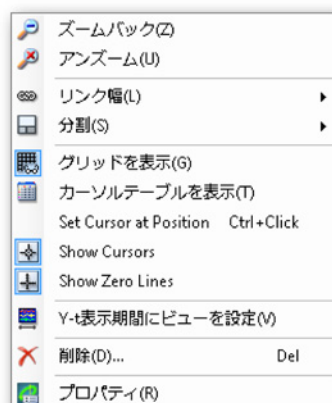 ズームバック(Z)
アンズーム(U)
リンク幅(L)
分割(S)
グリッドを表示(G)
カーソルテーブルを表示(T)
Set Cursor at Position Ctrl+Click
Show Cursors
Show Zero Lines
Y-t表示期間にビューを設定(V)
削除(D)... Del
プロパティ(R)